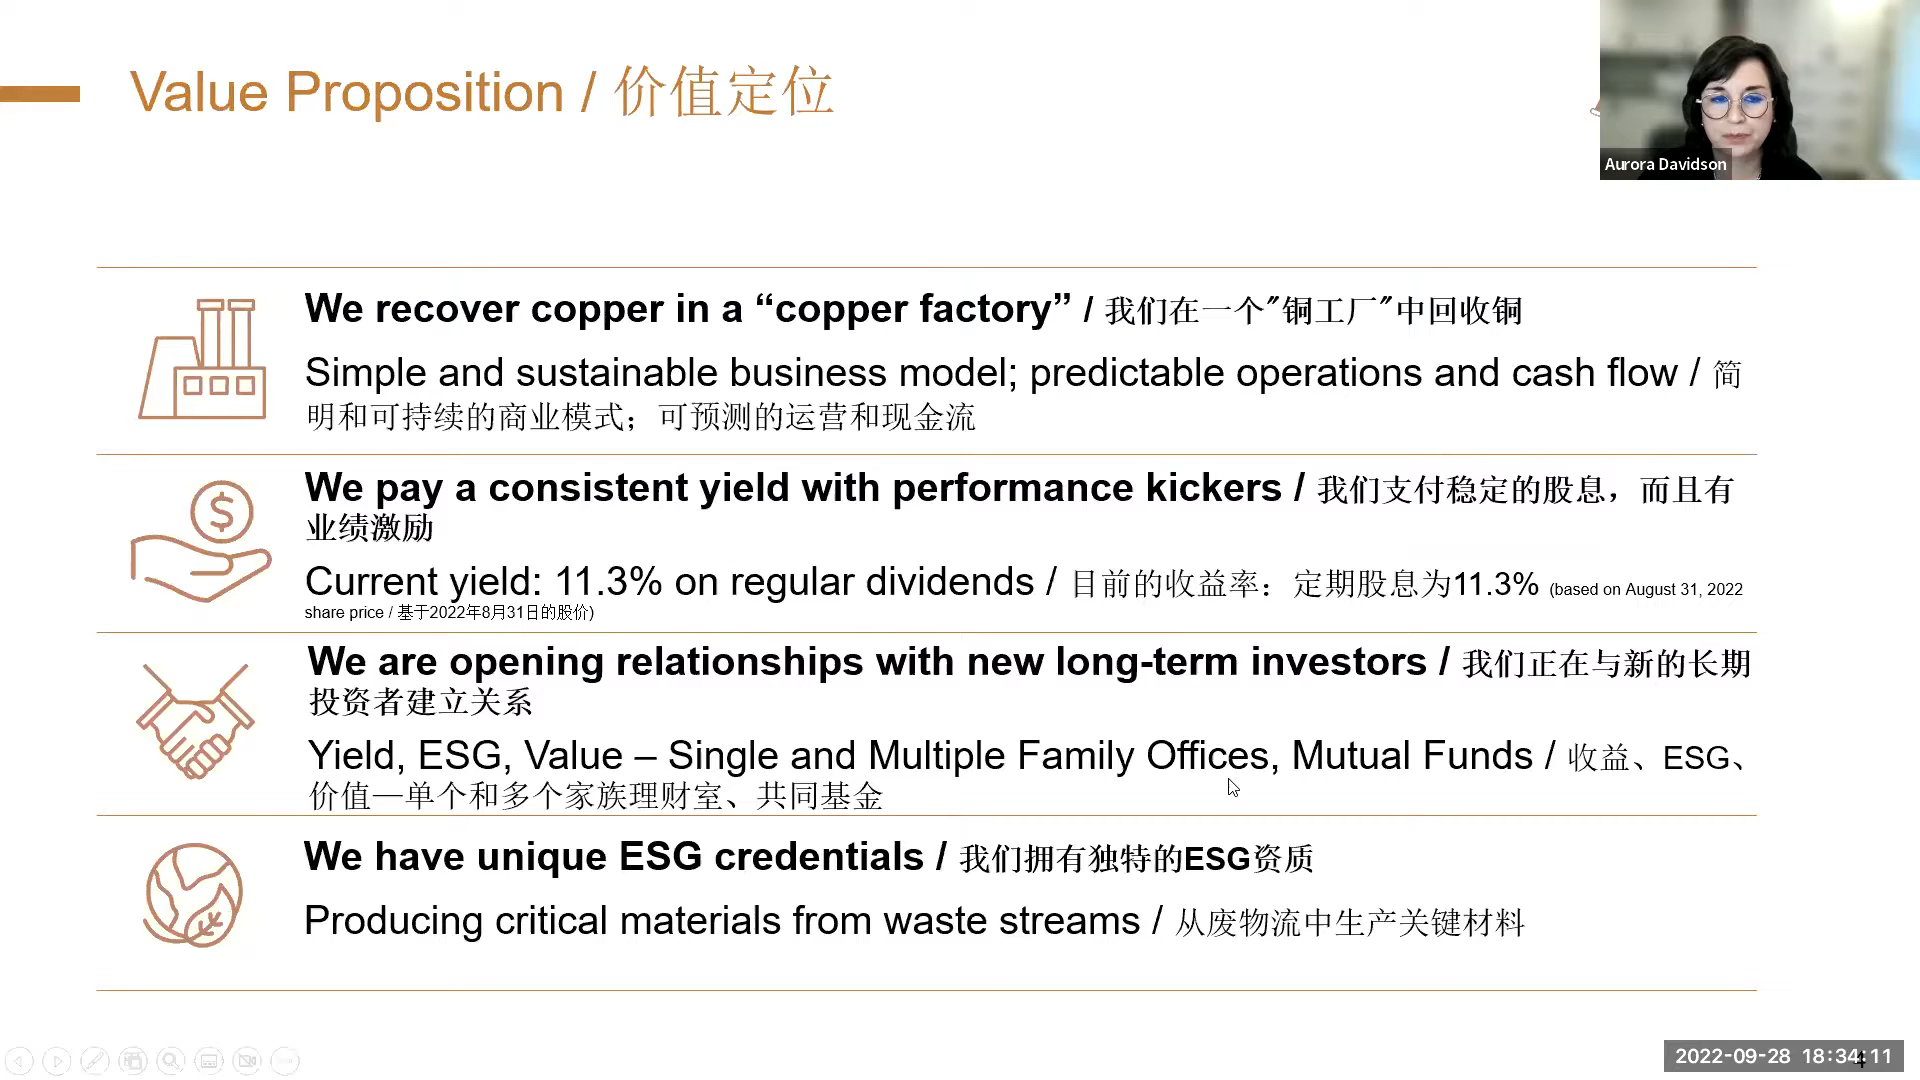 Value Proposition / 价值定位
Aurora Davidson
We recover copper in a “copper factory” / 我们在一个″铜工厂″中回收铜
Simple and sustainable business model; predictable operations and cash flow / 简
明和可持续的商业模式；可预测的运营和现金流
We pay a consistent yield with performance kickers / 我们支付稳定的股息，而且有
业绩激励
Current yield: 11.3% on regular dividends / 目前的收益率：定期股息为11.3% (based on August 31, 2022
share price / 基于2022年8月31日的股价)
We are opening relationships with new long-term investors / 我们正在与新的长期
投资者建立关系
Yield, ESG, Value – Single and Multiple Family Offices, Mutual Funds / 收益、ESG、
价值—单个和多个家族理财室、共同基金
We have unique ESG credentials / 我们拥有独特的ESG资质
Producing critical materials from waste streams / 从废物流中生产关键材料
2022-09-28 18:34:11